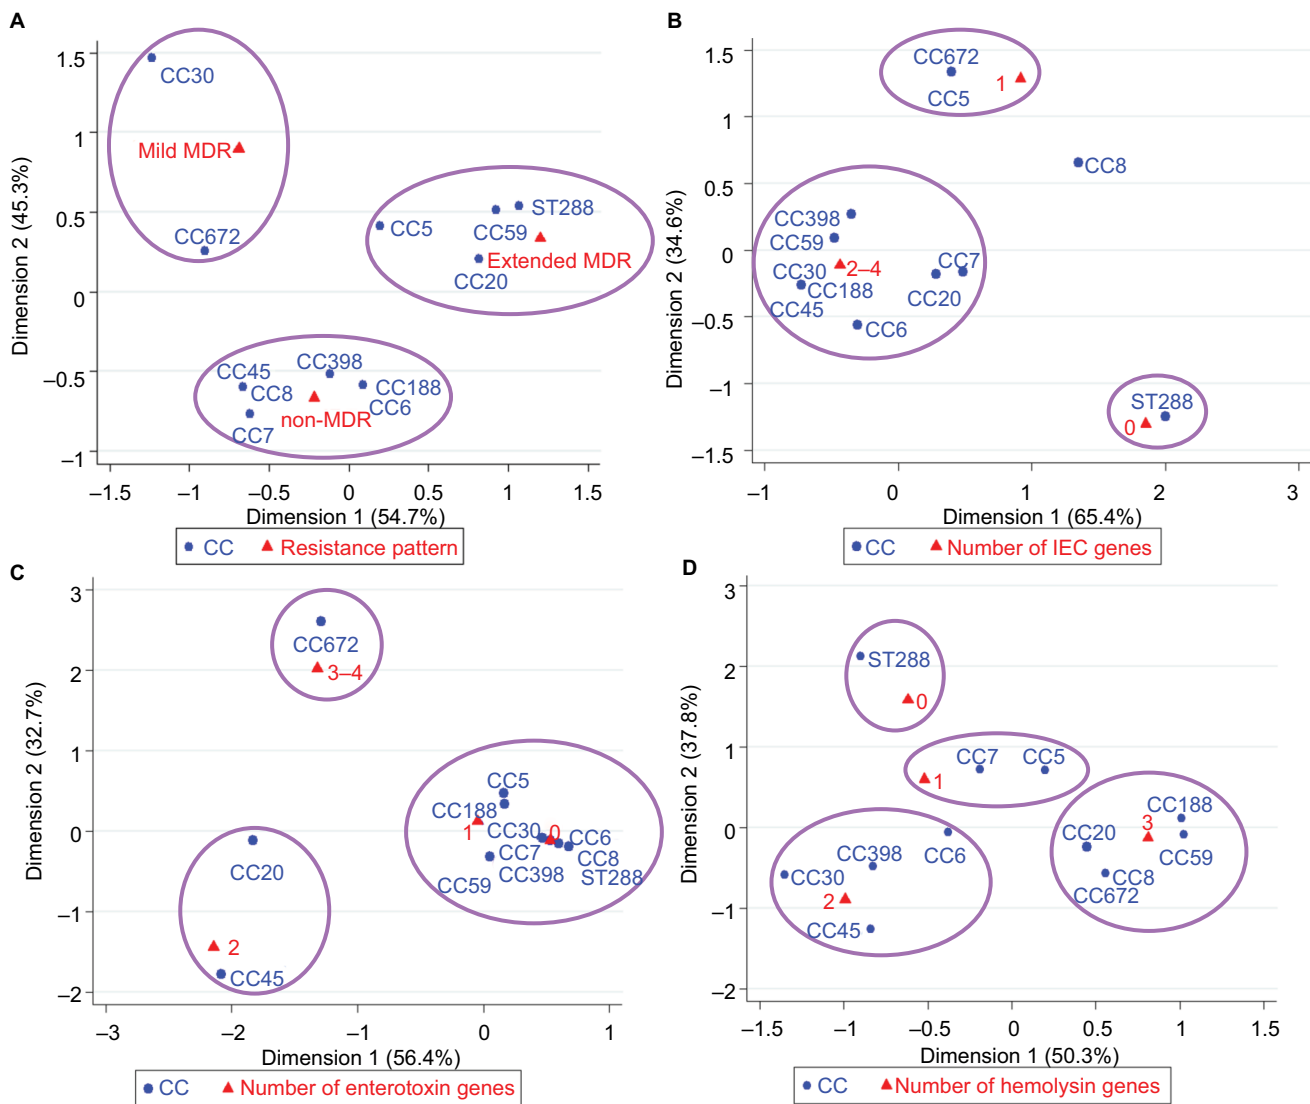 A
Dimension 2 (45.3%)
1.5
1
0.5
0
–0.5
–1
CC30
Mild MDR
CC672
CC5
ST288
CC59
Extended MDR
CC20
CC45
CC398
CC8
CC188
non-MDR
CC6
CC7
–1.5
–1
–0.5
0
0.5
1
1.5
Dimension 1 (54.7%)
CC
Resistance pattern
B
Dimension 2 (34.6%)
1.5
1
0.5
0
–0.5
–1
–1.5
CC672
1
CC5
CC8
CC398
CC59
CC30
2–4
CC7
CC188
CC20
CC45
CC6
ST288
0
–1
0
1
2
3
Dimension 1 (65.4%)
CC
Number of IEC genes
C
Dimension 2 (32.7%)
3
2
1
0
–1
–2
CC672
3–4
CC5
CC188
1
CC30
0
CC6
CC7
CC8
CC59
CC398
ST288
CC20
2
CC45
–3
–2
–1
0
1
Dimension 1 (56.4%)
CC
Number of enterotoxin genes
D
Dimension 2 (37.8%)
3
2
1
0
–1
–2
ST288
0
CC7
CC5
1
CC188
3
CC20
CC59
CC8
CC672
CC398
CC6
CC30
2
CC45
–1.5
–1
–0.5
0
0.5
1
1.5
Dimension 1 (50.3%)
CC
Number of hemolysin genes